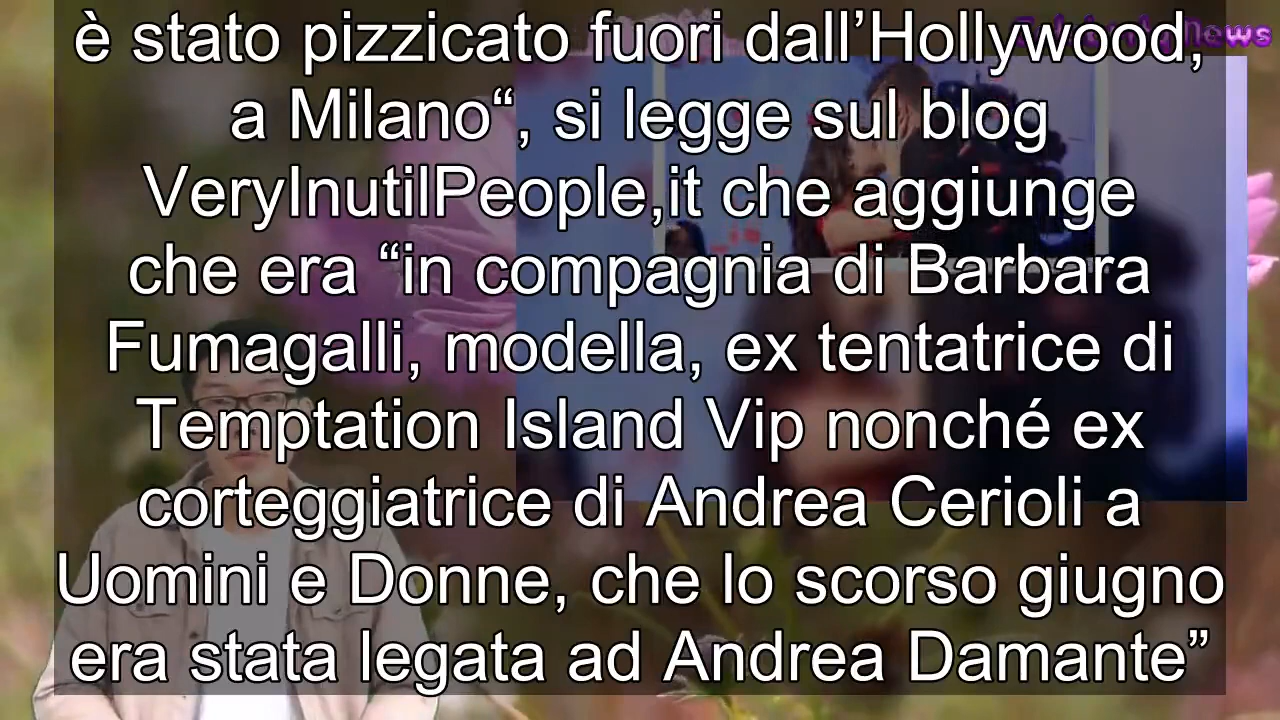 è stato pizzicato fuori dall’Hollywood,
a Milano“, si legge sul blog
VeryInutilPeople,it che aggiunge
che era “in compagnia di Barbara
Fumagalli, modella, ex tentatrice di
Temptation Island Vip nonché ex
corteggiatrice di Andrea Cerioli a
Uomini e Donne, che lo scorso giugno
era stata legata ad Andrea Damante”
News